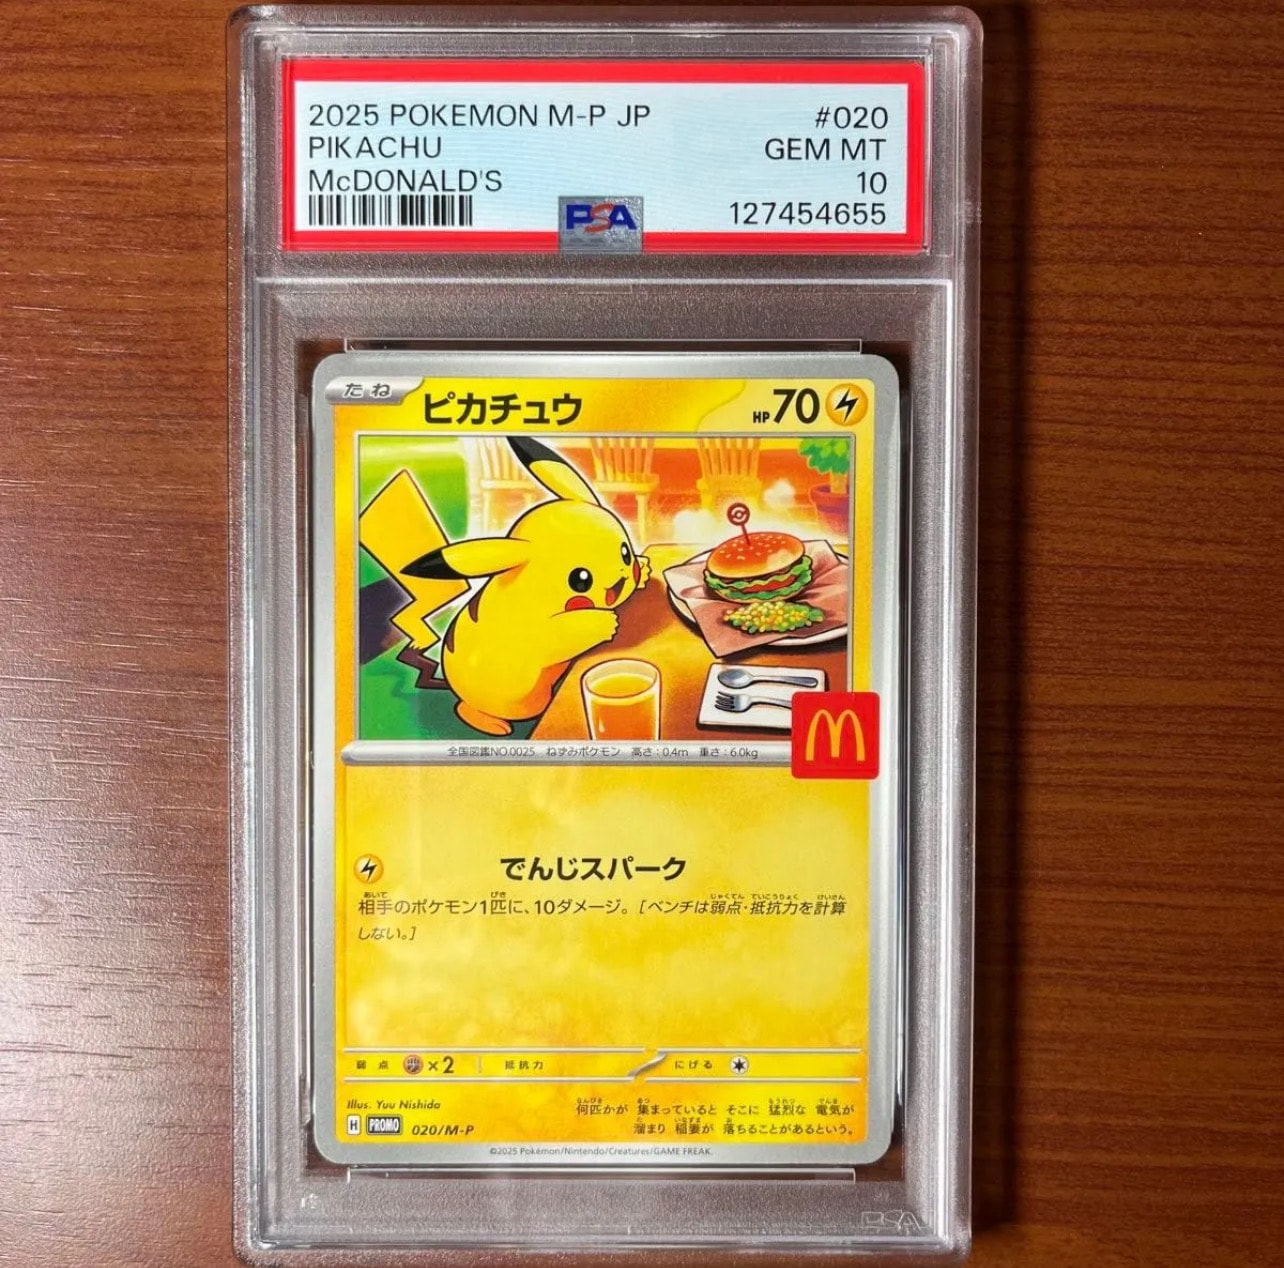 2025 POKEMON M-P JP #020
PIKACHU GEM MT
McDONALD'S 10
PSA 127454655
たね ピカチュウ HP70
全国図鑑NO.0025 ねずみポケモン 高さ:0.4m 重さ:6.0kg
M
でんじスパーク
相手のポケモン1匹に、10ダメージ。[ベンチは弱点・抵抗力を計算
しない。]
弱点 ×2 抵抗力 にげる
Illus. Yuu Nishida
何匹かが 集まっていると そこに 猛烈な 電気が
溜まり 稲妻が 落ちることがあるという。
H PROMO 020/M-P
©2025 Pokémon/Nintendo/Creatures/GAME FREAK.
PSA